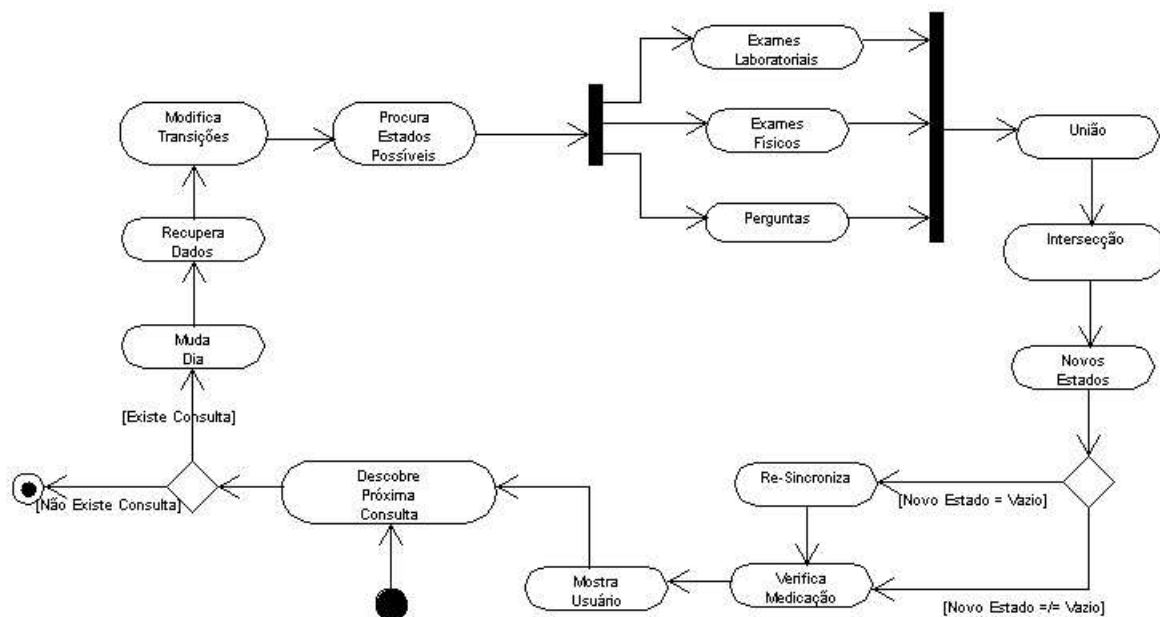 Exames
Laboratoriais
Modifica
Transições
Procura
Estados
Possíveis
Exames
Físicos
União
Recupera
Dados
Perguntas
Intersecção
Muda
Dia
Novos
Estados
[Existe Consulta]
Descobre
Próxima
Consulta
Re-Sincroniza
[Não Existe Consulta]
[Novo Estado = Vazio]
Mostra
Usuário
Verifica
Medicação
[Novo Estado =/= Vazio]